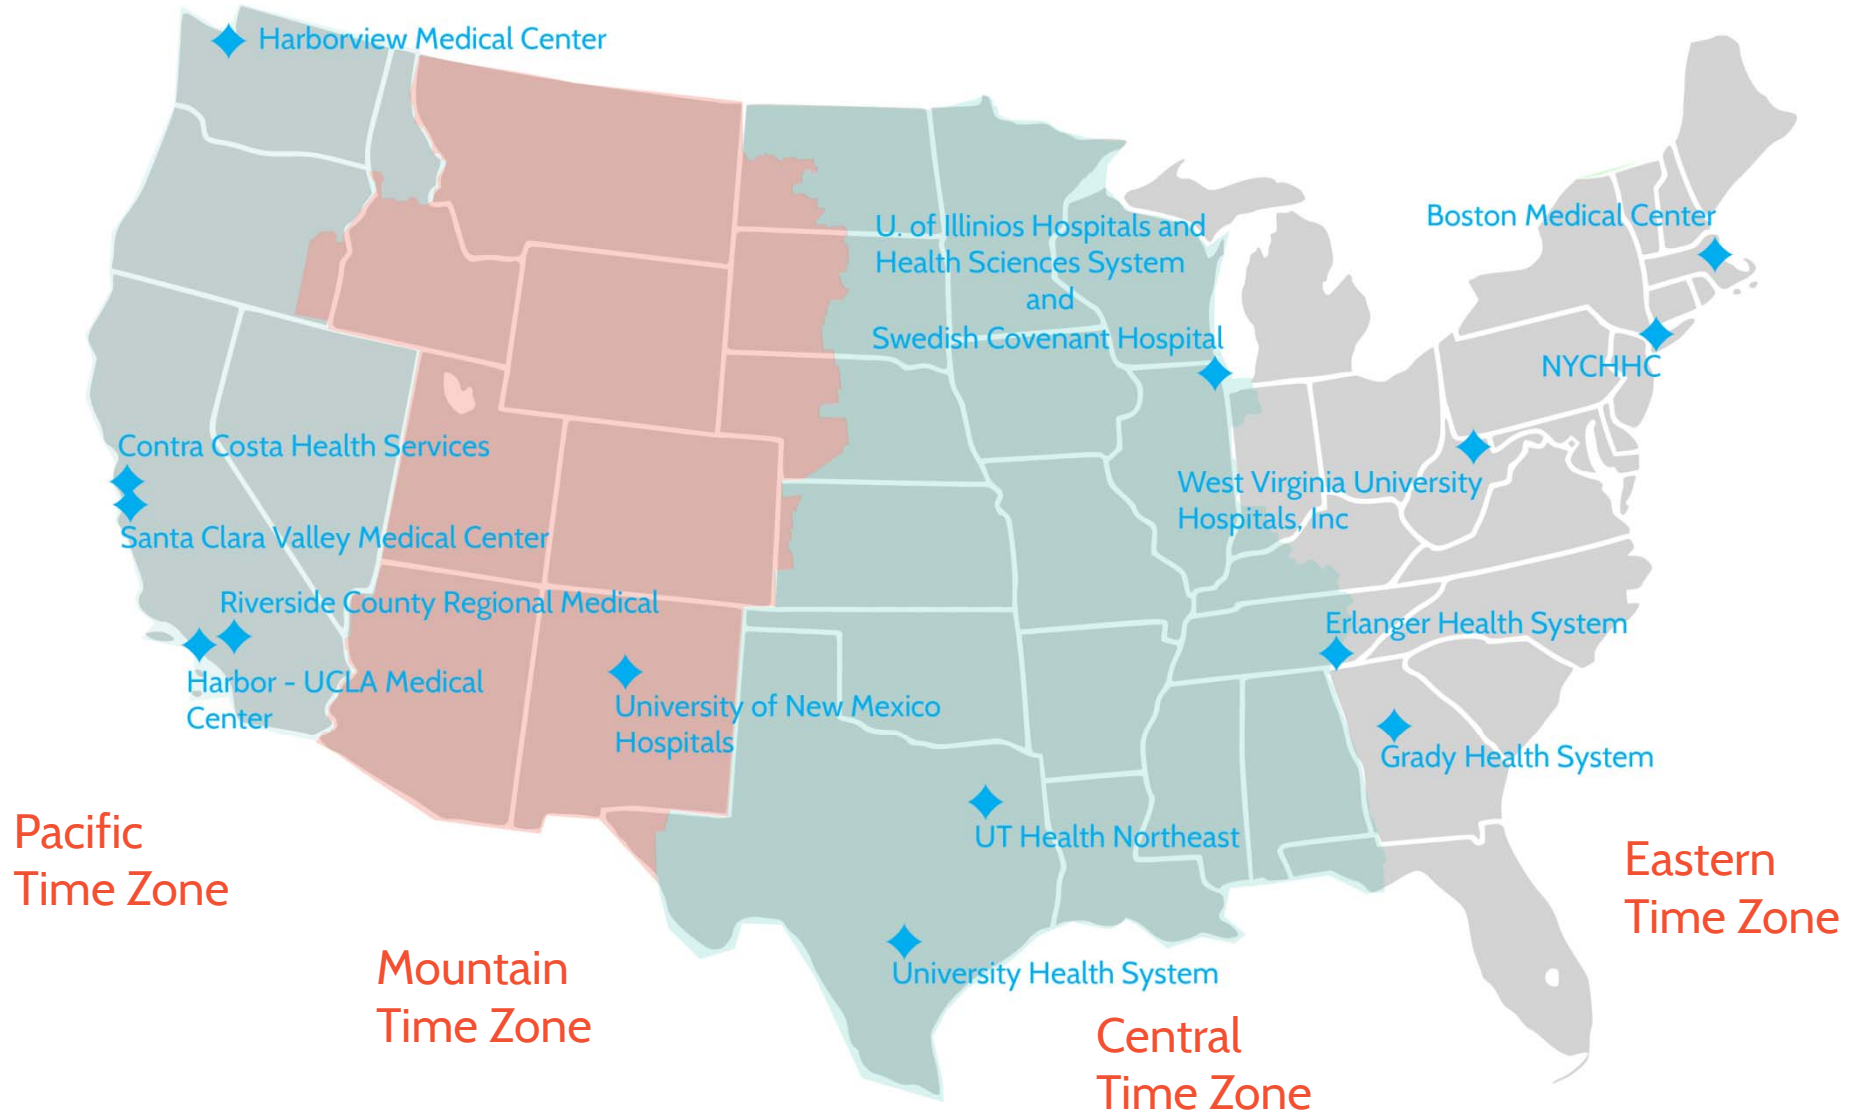 Harborview Medical Center
U. of Illinios Hospitals and
Health Sciences System
and
Swedish Covenant Hospital
Boston Medical Center
NYCHHC
Contra Costa Health Services
Santa Clara Valley Medical Center
West Virginia University
Hospitals, Inc
Riverside County Regional Medical
Harbor - UCLA Medical
Center
University of New Mexico
Hospitals
Erlanger Health System
Grady Health System
UT Health Northeast
University Health System
Pacific
Time Zone
Mountain
Time Zone
Central
Time Zone
Eastern
Time Zone